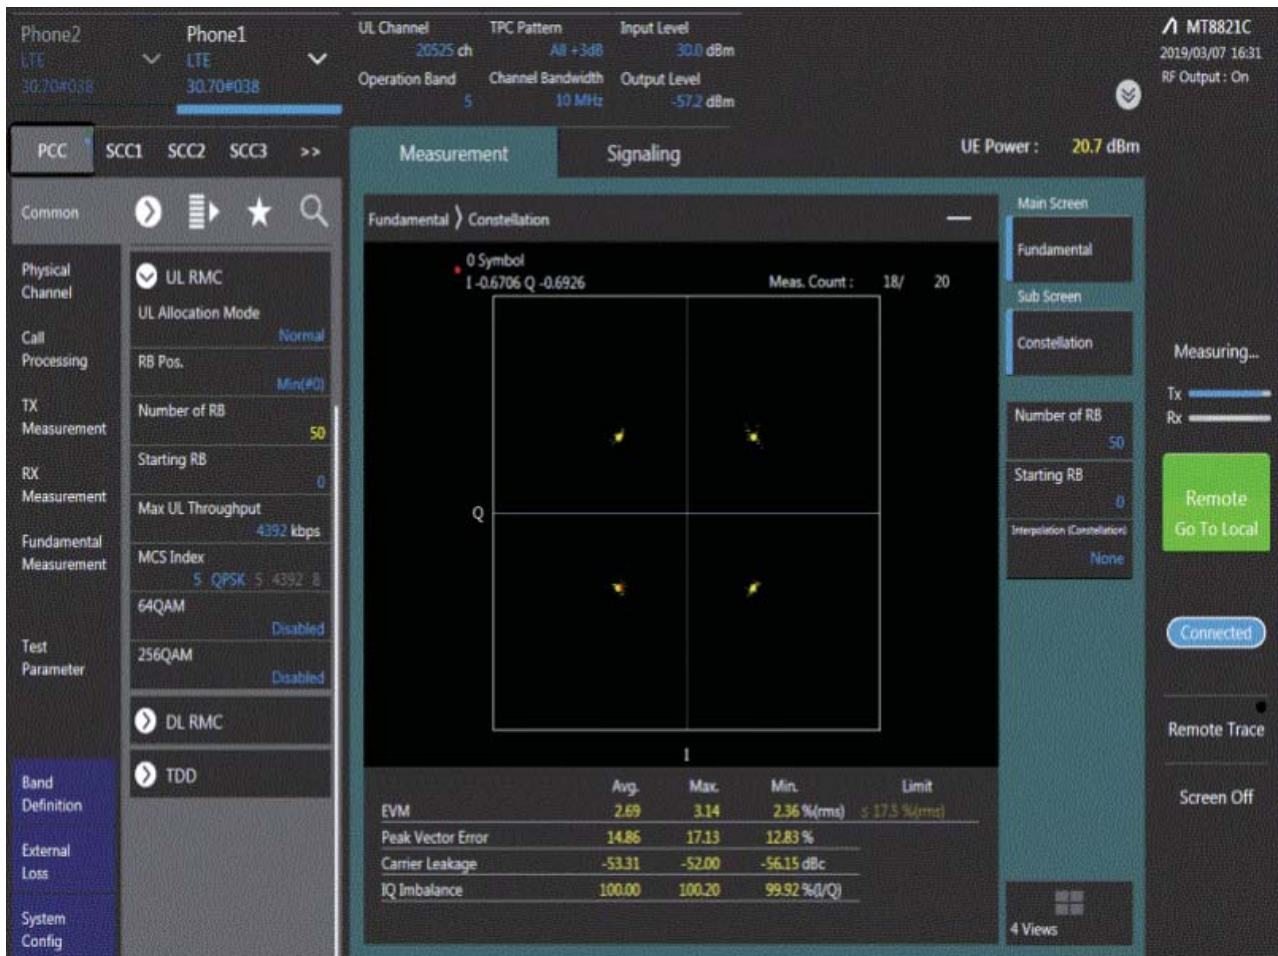 Phone2
LTE
30.70#038
Phone1
LTE
30.70#038
UL Channel
20525 ch
Operation Band
5
TPC Pattern
All +3dB
Channel Bandwidth
10 MHz
Input Level
30.0 dBm
Output Level
-57.2 dBm
MT8821C
2019/03/07 16:31
RF Output : On
PCC SCC1 SCC2 SCC3 >>
Measurement
Signaling
UE Power : 20.7 dBm
Common
Physical
Channel
Call
Processing
TX
Measurement
RX
Measurement
Fundamental
Measurement
Test
Parameter
Band
Definition
External
Loss
System
Config
UL RMC
UL Allocation Mode
Normal
RB Pos.
Min(#0)
Number of RB
50
Starting RB
0
Max UL Throughput
4392 kbps
MCS Index
5 QPSK 5 4392 8
64QAM
Disabled
256QAM
Disabled
DL RMC
TDD
Fundamental 〉 Constellation
0 Symbol
I -0.6706 Q -0.6926
Meas. Count : 18/ 20
Q
I
Avg. Max. Min. Limit
EVM 2.69 3.14 2.36 %(rms) ≤ 17.5 %(rms)
Peak Vector Error 14.86 17.13 12.83 %
Carrier Leakage -53.31 -52.00 -56.15 dBc
IQ Imbalance 100.00 100.20 99.92 %(I/Q)
Main Screen
Fundamental
Sub Screen
Constellation
Number of RB
50
Starting RB
0
Interpolation (Constellation)
None
4 Views
Measuring...
Tx
Rx
Remote
Go To Local
Connected
Remote Trace
Screen Off